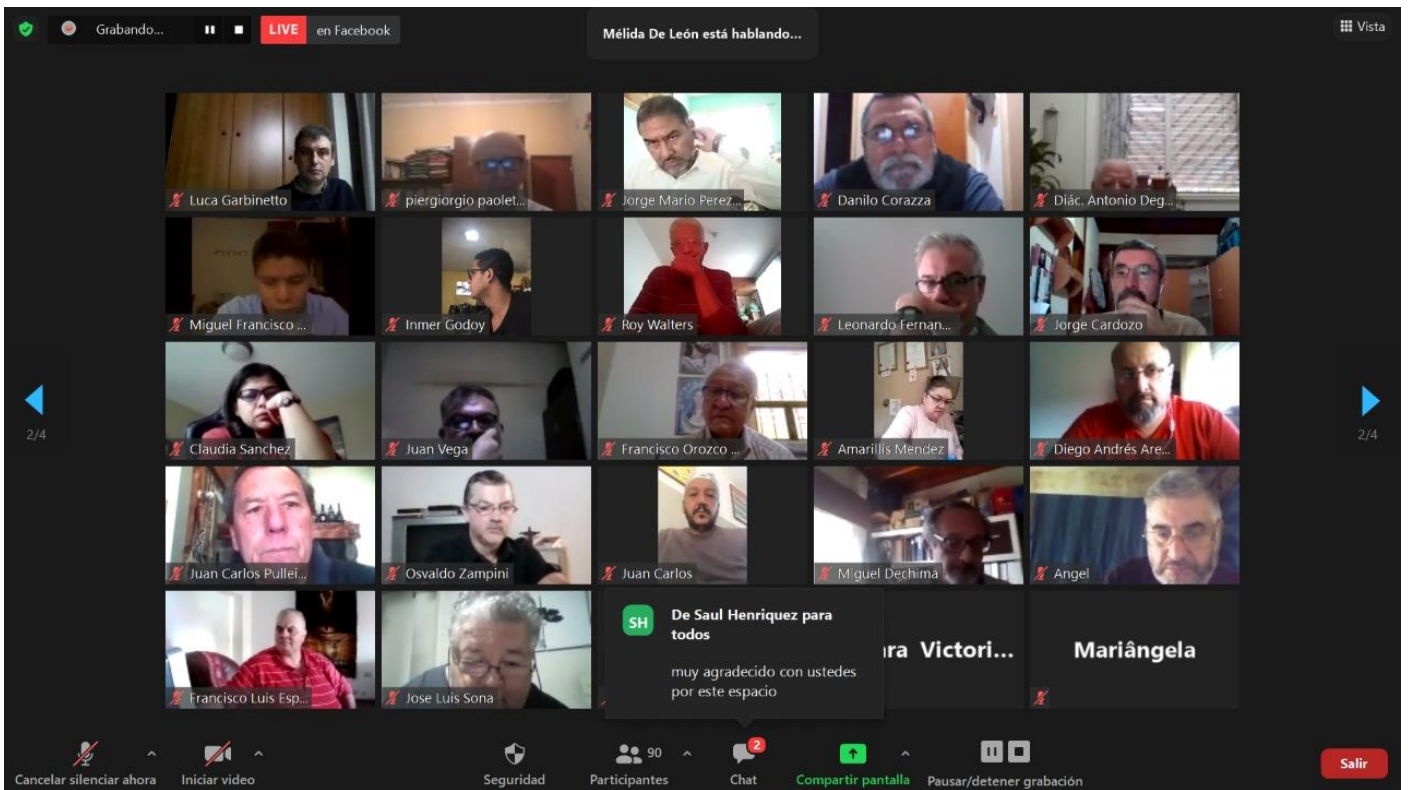 Grabando...
LIVE en Facebook
Mélida De León está hablando...
Vista
Luca Garbinetto
piergiorgio paolet...
Jorge Mario Perez...
Danilo Corazza
Diác. Antonio Deg...
Miguel Francisco ...
Inmer Godoy
Roy Walters
Leonardo Fernan...
Jorge Cardozo
2/4
2/4
Claudia Sanchez
Juan Vega
Francisco Orozco ...
Amarillis Mendez
Diego Andrés Are...
Juan Carlos Pullei...
Osvaldo Zampini
Juan Carlos
Miguel Dechima
Angel
SH
De Saul Henriquez para
todos
muy agradecido con ustedes
por este espacio
Francisco Luis Esp...
Jose Luis Sona
ra Victori...
Mariângela
Cancelar silenciar ahora
Iniciar video
Seguridad
90
Participantes
2
Chat
Compartir pantalla
Pausar/detener grabación
Salir